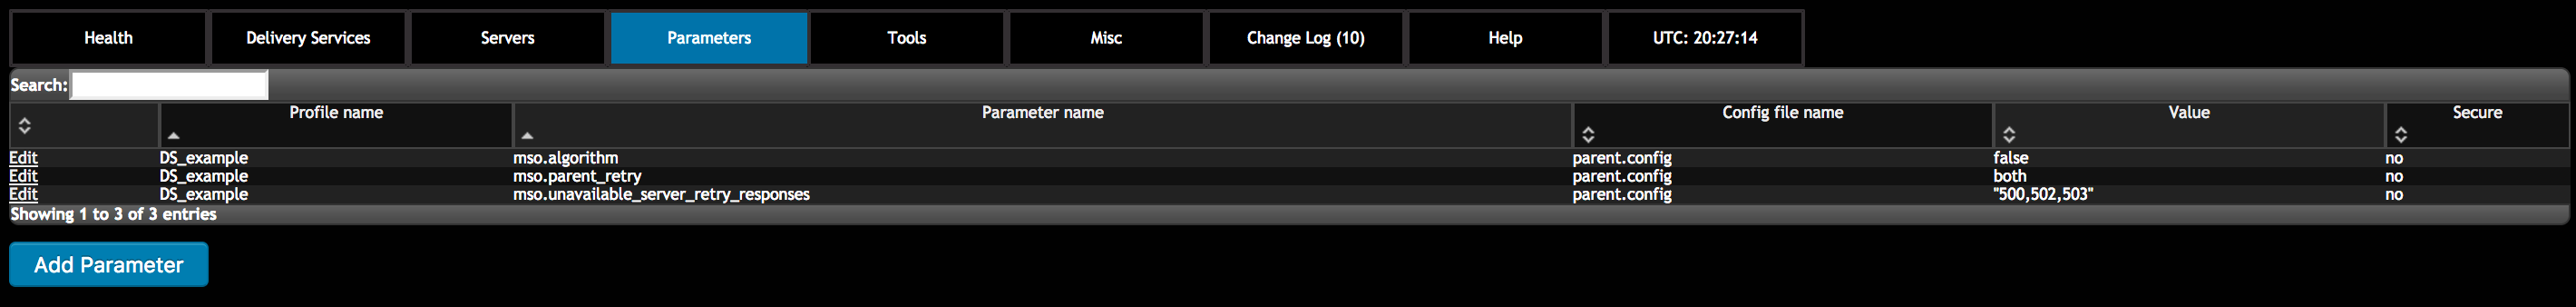 Health Delivery Services Servers Parameters Tools Misc Change Log (10) Help UTC: 20:27:14
Search:
Profile name Parameter name Config file name Value Secure
Edit DS_example mso.algorithm parent.config false no
Edit DS_example mso.parent_retry parent.config both no
Edit DS_example mso.unavailable_server_retry_responses parent.config "500,502,503" no
Showing 1 to 3 of 3 entries
Add Parameter